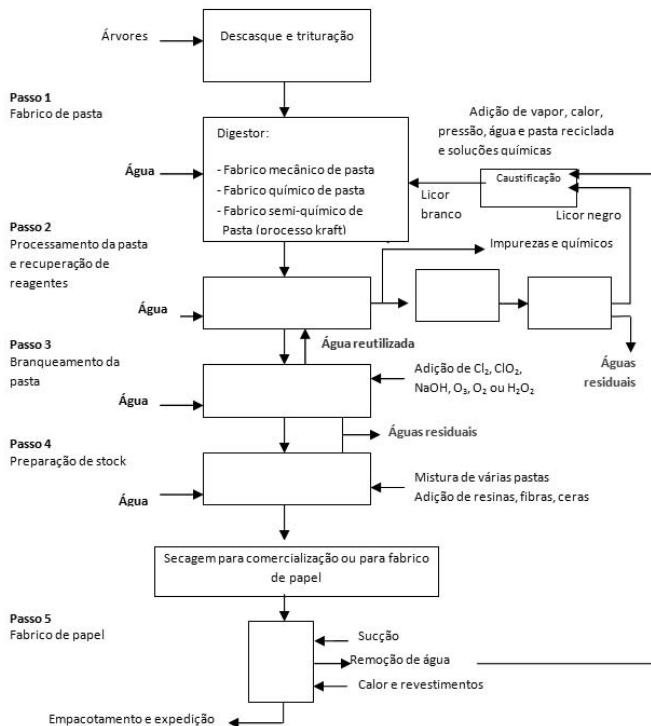 Árvores
Descasque e trituração
Passo 1
Fabrico de pasta
Adição de vapor, calor,
pressão, água e pasta reciclada
e soluções químicas
Digestor:
- Fabrico mecânico de pasta
- Fabrico químico de pasta
- Fabrico semi-químico de
Pasta (processo kraft)
Água
Caustificação
Licor
branco
Licor negro
Passo 2
Processamento da pasta
e recuperação de
reagentes
Impurezas e químicos
Água
Água reutilizada
Águas
residuais
Passo 3
Branqueamento da
pasta
Adição de Cl₂, ClO₂,
NaOH, O₃, O₂ ou H₂O₂
Água
Águas residuais
Passo 4
Preparação de stock
Mistura de várias pastas
Adição de resinas, fibras, ceras
Água
Secagem para comercialização ou para fabrico
de papel
Passo 5
Fabrico de papel
Sucção
Remoção de água
Calor e revestimentos
Empacotamento e expedição